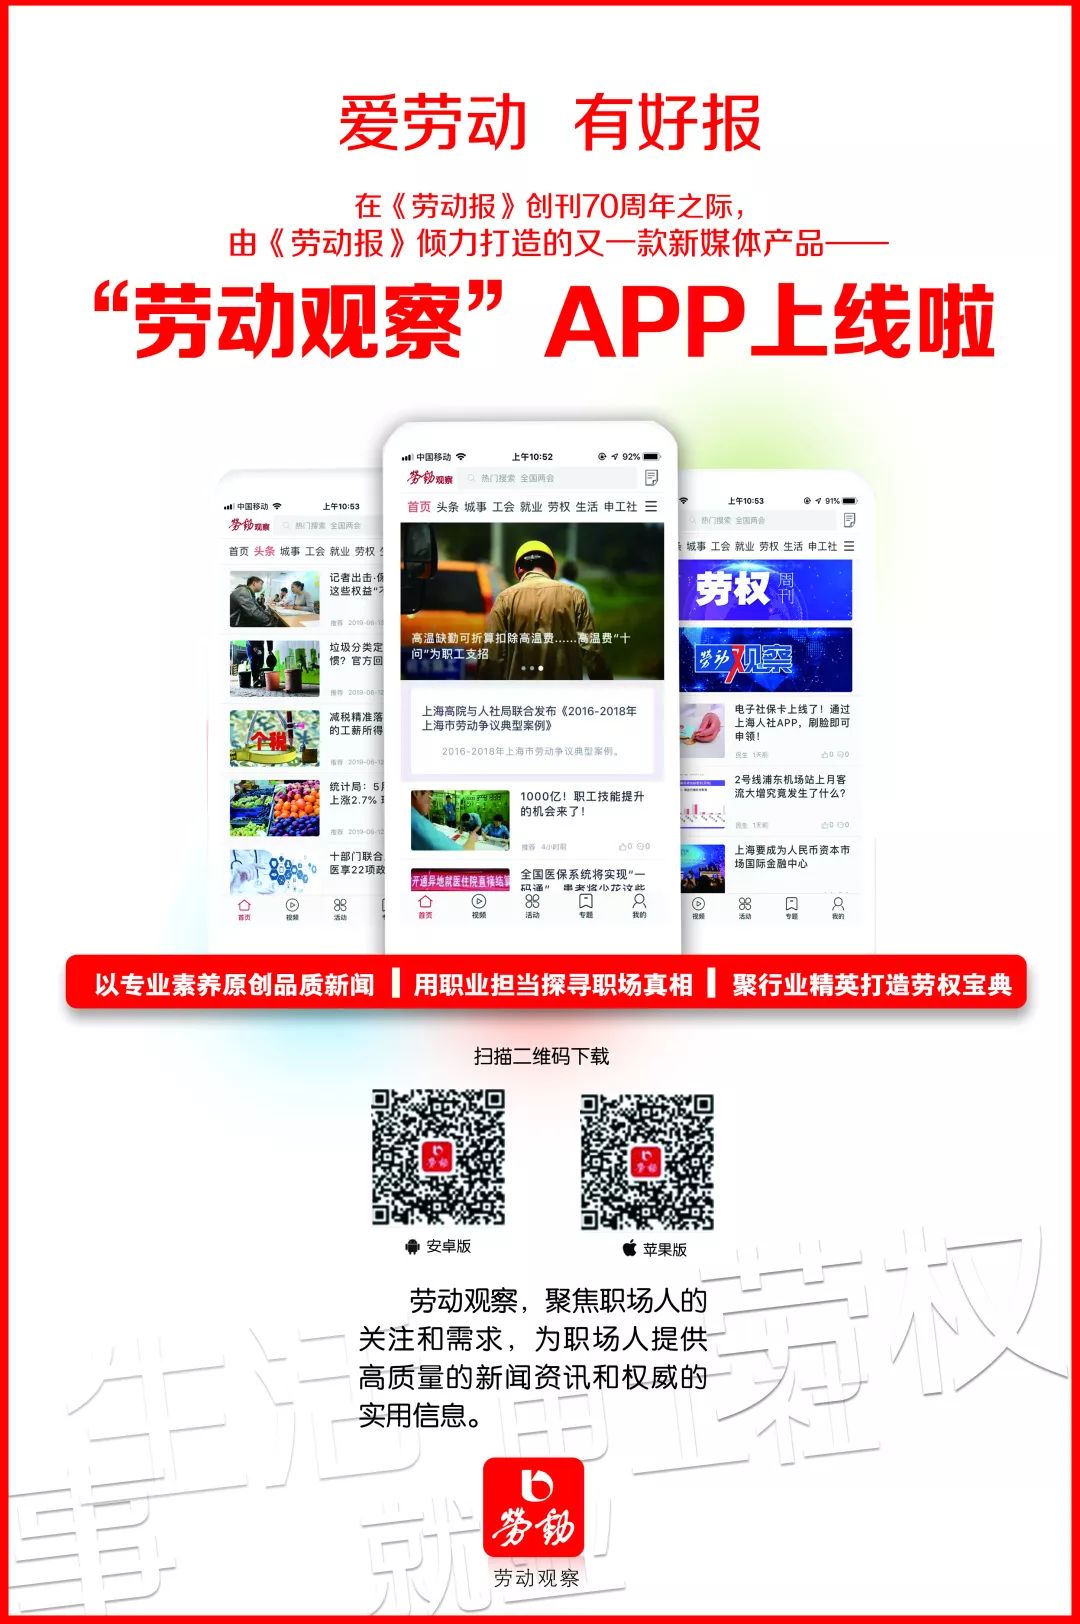 爱劳动 有好报
在《劳动报》创刊70周年之际，
由《劳动报》倾力打造的又一款新媒体产品——
“劳动观察”APP上线啦
中国移动 上午10:53
劳动观察 热门搜索 全国两会
首页 头条 城事 工会 就业 劳权
记者出击·保
这些权益“不
推荐 2019-06-1
垃圾分类定
惯？官方回
推荐 2019-06-12
个税
减税精准落
的工薪所得
推荐 2019-06-12
统计局：5月
上涨2.7%
推荐 2019-06-12
十部门联合
医享22项政
首页 视频 活动
中国移动 上午10:52 92%
劳动观察 热门搜索 全国两会
首页 头条 城事 工会 就业 劳权 生活 申工社
高温缺勤可折算扣除高温费……高温费“十
问”为职工支招
上海高院与人社局联合发布《2016-2018年
上海市劳动争议典型案例》
2016-2018年上海市劳动争议典型案例。
1000亿！职工技能提升
的机会来了！
推荐 4小时前 0 0
开通异地就医住院直接结算
全国医保系统将实现“一
码通”，患者将少花这些
首页 视频 活动 专题 我的
上午10:53 91%
热门搜索 全国两会
城事 工会 就业 劳权 生活 申工社
劳权周刊
劳动观察
电子社保卡上线了！通过
上海人社APP，刷脸即可
申领！
民生 1天前 0 0
2号线浦东机场站上月客
流大增究竟发生了什么？
民生 1天前 0 0
上海要成为人民币资本市
场国际金融中心
视频 活动 专题 我的
以专业素养原创品质新闻 | 用职业担当探寻职场真相 | 聚行业精英打造劳权宝典
扫描二维码下载
劳动
劳动
安卓版
苹果版
劳动观察，聚焦职场人的
关注和需求，为职场人提供
高质量的新闻资讯和权威的
实用信息。
生活 申工社 劳权
事 就业
勞動
劳动观察